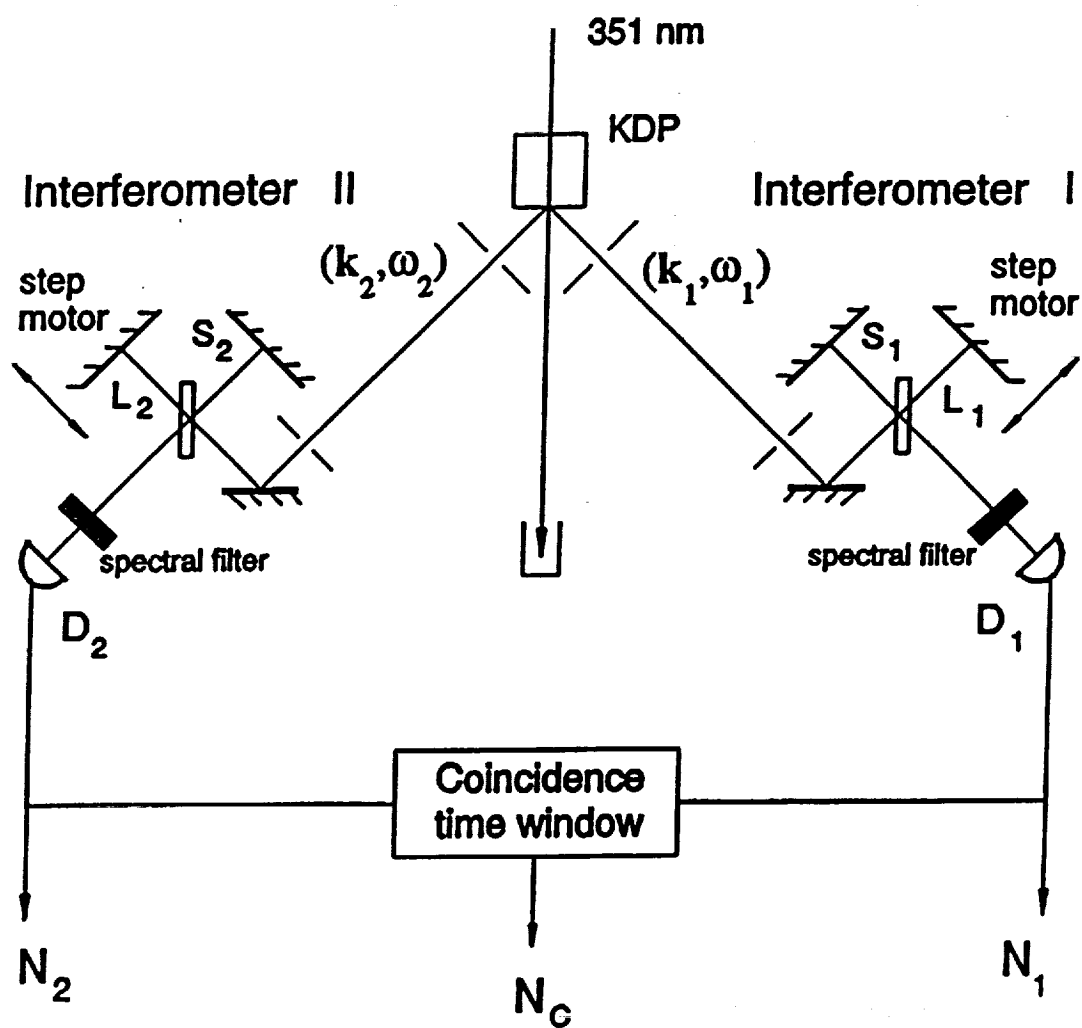 351 nm
KDP
Interferometer II
Interferometer I
(k₂,ω₂)
(k₁,ω₁)
step
motor
step
motor
S₂
S₁
L₂
L₁
spectral filter
spectral filter
D₂
D₁
Coincidence
time window
N₂
N₁
N_C